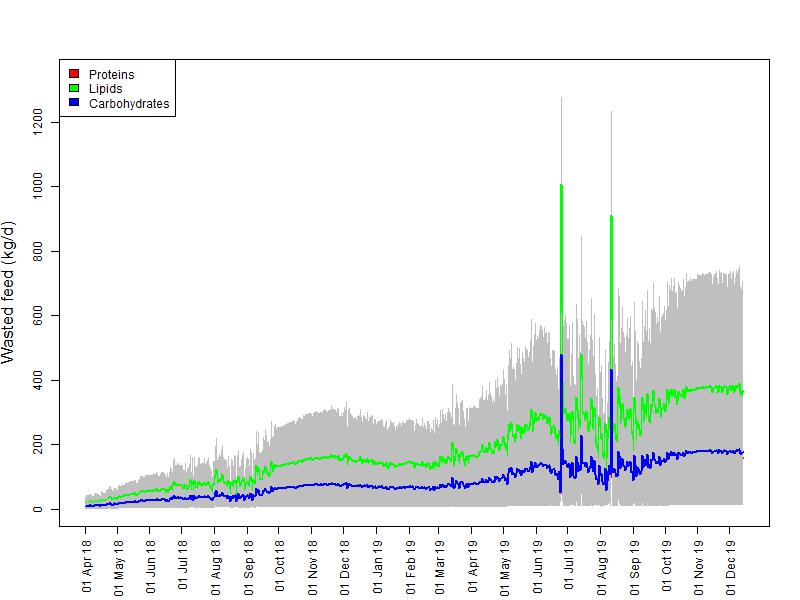 Proteins
Lipids
Carbohydrates
Wasted feed (kg/d)
1200
1000
800
600
400
200
0
01 Apr 18
01 May 18
01 Jun 18
01 Jul 18
01 Aug 18
01 Sep 18
01 Oct 18
01 Nov 18
01 Dec 18
01 Jan 19
01 Feb 19
01 Mar 19
01 Apr 19
01 May 19
01 Jun 19
01 Jul 19
01 Aug 19
01 Sep 19
01 Oct 19
01 Nov 19
01 Dec 19